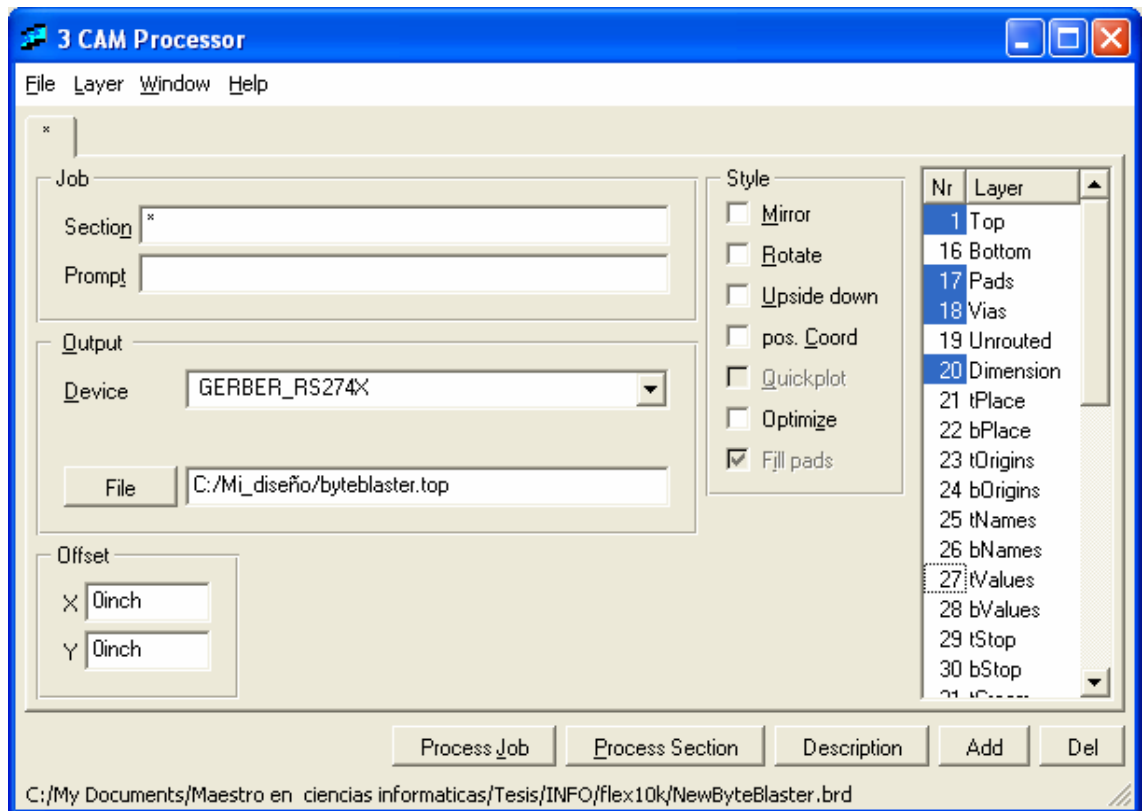 3 CAM Processor
File Layer Window Help
*
Job
Section *
Prompt
Output
Device GERBER_RS274X
File C:/Mi_diseño/byteblaster.top
Offset
X 0inch
Y 0inch
Style
Mirror
Rotate
Upside down
pos. Coord
Quickplot
Optimize
Fill pads
Nr Layer
1 Top
16 Bottom
17 Pads
18 Vias
19 Unrouted
20 Dimension
21 tPlace
22 bPlace
23 tOrigins
24 bOrigins
25 tNames
26 bNames
27 tValues
28 bValues
29 tStop
30 bStop
Process Job Process Section Description Add Del
C:/My Documents/Maestro en ciencias informaticas/Tesis/INFO/flex10k/NewByteBlaster.brd